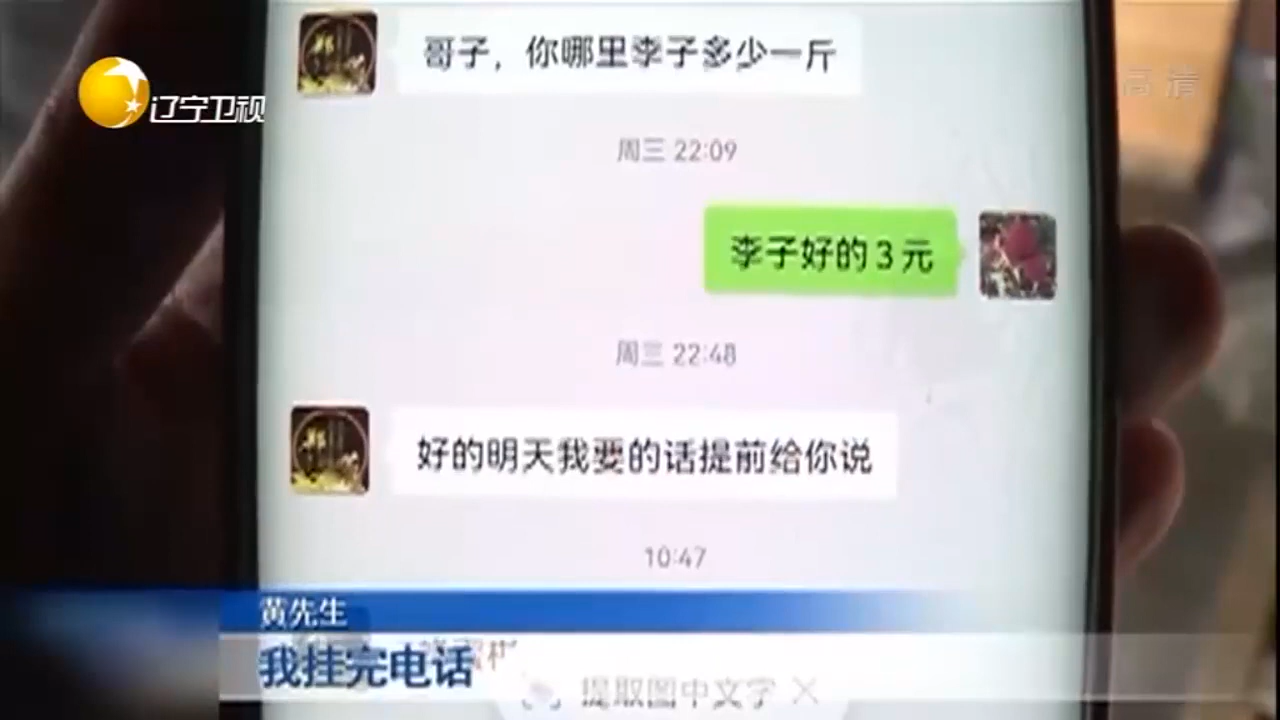 哥子，你哪里李子多少一斤
高清
辽宁卫视
周三 22:09
李子好的3元
周三 22:48
好的明天我要的话提前给你说
10:47
黄先生
我挂完电话
提取图中文字